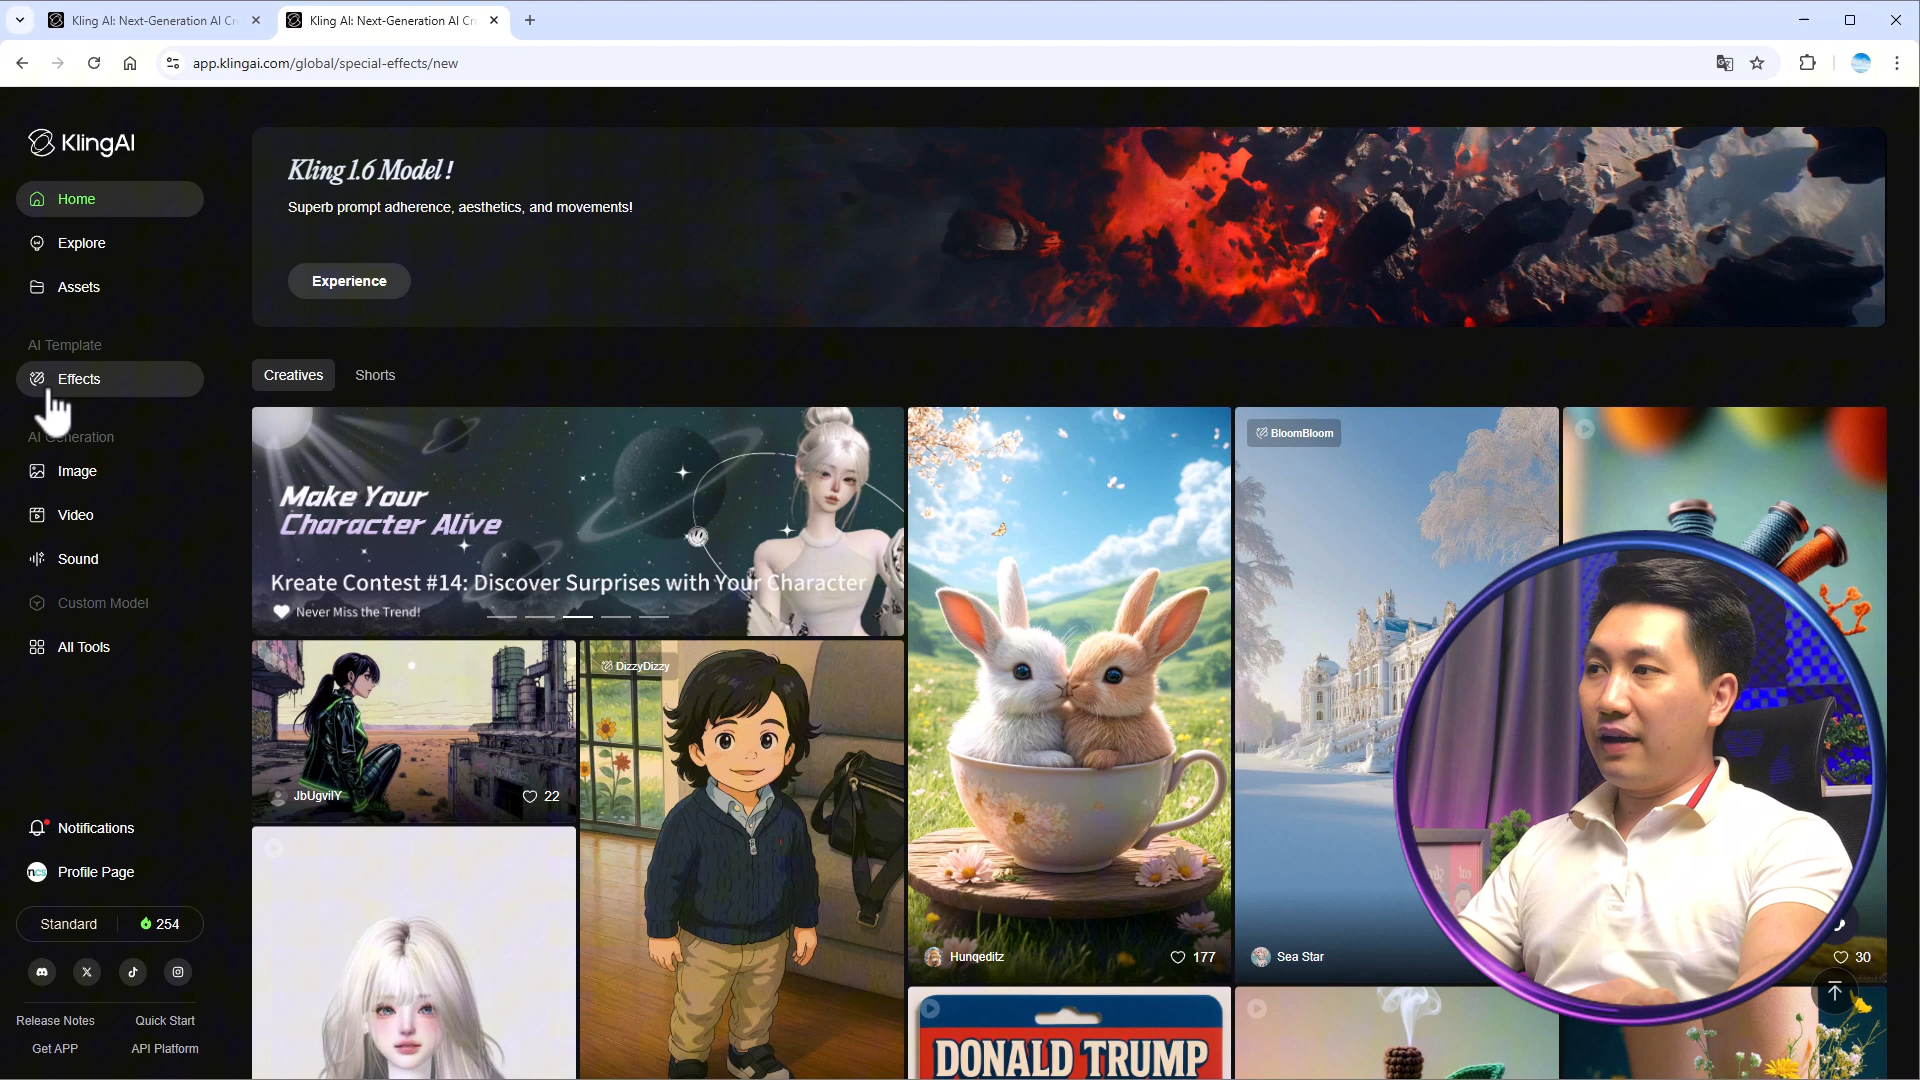 Kling AI: Next-Generation AI Cr
Kling AI: Next-Generation AI Cr
app.klingai.com/global/special-effects/new
KlingAI
Home
Explore
Assets
AI Template
Effects
AI Generation
Image
Video
Sound
Custom Model
All Tools
Notifications
Profile Page
Standard
254
Release Notes
Quick Start
Get APP
API Platform
Kling 1.6 Model !
Superb prompt adherence, aesthetics, and movements!
Experience
Creatives
Shorts
Make Your
Character Alive
Kreate Contest #14: Discover Surprises with Your Character
Never Miss the Trend!
BloomBloom
DizzyDizzy
JbUgvilY
22
Hungeditz
177
Sea Star
30
DONALD TRUMP